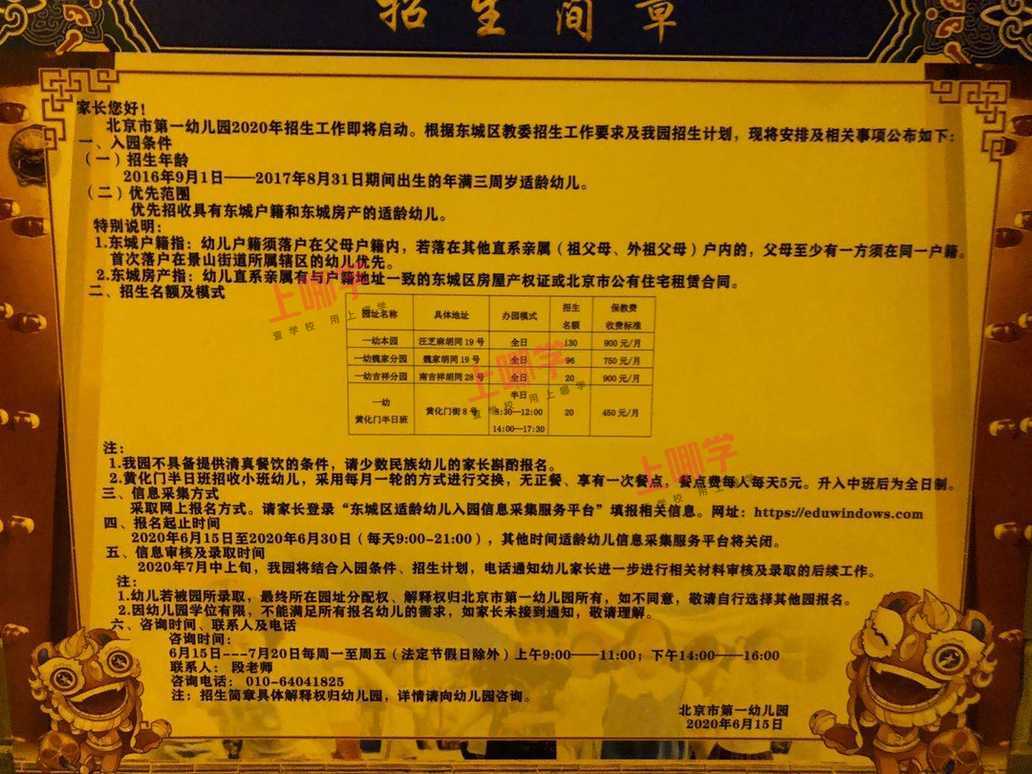 招生简章
家长您好！
北京市第一幼儿园2020年招生工作即将启动。根据东城区教委招生工作要求及我园招生计划，现将安排及相关事项公布如下：
一、入园条件
（一）招生年龄
2016年9月1日——2017年8月31日期间出生的年满三周岁适龄幼儿。
（二）优先范围
优先招收具有东城户籍和东城房产的适龄幼儿。
特别说明：
1.东城户籍指：幼儿户籍须落户在父母户籍内，若落在其他直系亲属（祖父母、外祖父母）户内的，父母至少有一方须在同一户籍。
首次落户在景山街道所属辖区的幼儿优先。
2.东城房产指：幼儿直系亲属有与户籍地址一致的东城区房屋产权证或北京市公有住宅租赁合同。
二、招生名额及模式
园址名称 具体地址 办园模式 招生名额 保教费收费标准
一幼本园 汪芝麻胡同19号 全日 130 900元/月
一幼魏家分园 魏家胡同19号 全日 96 750元/月
一幼吉祥分园 南吉祥胡同28号 全日 20 900元/月
一幼黄化门半日班 黄化门街8号 半日 8:30—12:00 14:00—17:30 20 450元/月
注：
1.我园不具备提供清真餐饮的条件，请少数民族幼儿的家长斟酌报名。
2.黄化门半日班招收小班幼儿，采用每月一轮的方式进行交换，无正餐、享有一次餐点，餐点费每人每天5元。升入中班后为全日制。
三、信息采集方式
采取网上报名方式。请家长登录“东城区适龄幼儿入园信息采集服务平台”填报相关信息。网址：https://eduwindows.com
四、报名起止时间
2020年6月15日至2020年6月30日（每天9:00-21:00），其他时间适龄幼儿信息采集服务平台将关闭。
五、信息审核及录取时间
2020年7月中上旬，我园将结合入园条件、招生计划，电话通知幼儿家长进一步进行相关材料审核及录取的后续工作。
注：
1.幼儿若被园所录取，最终所在园址分配权、解释权归北京市第一幼儿园所有，如不同意，敬请自行选择其他园报名。
2.因幼儿园学位有限，不能满足所有报名幼儿的需求，如家长未接到通知，敬请理解。
六、咨询时间、联系人及电话
咨询时间：
6月15日---7月20日每周一至周五（法定节假日除外）上午9:00——11:00；下午14:00——16:00
联系人：段老师
咨询电话：010-64041825
注：招生简章具体解释权归幼儿园，详情请向幼儿园咨询。
北京市第一幼儿园
2020年6月15日
上哪学
查学校 用上哪学
上哪学
查学校 用上哪学
上哪学
查学校 用上哪学